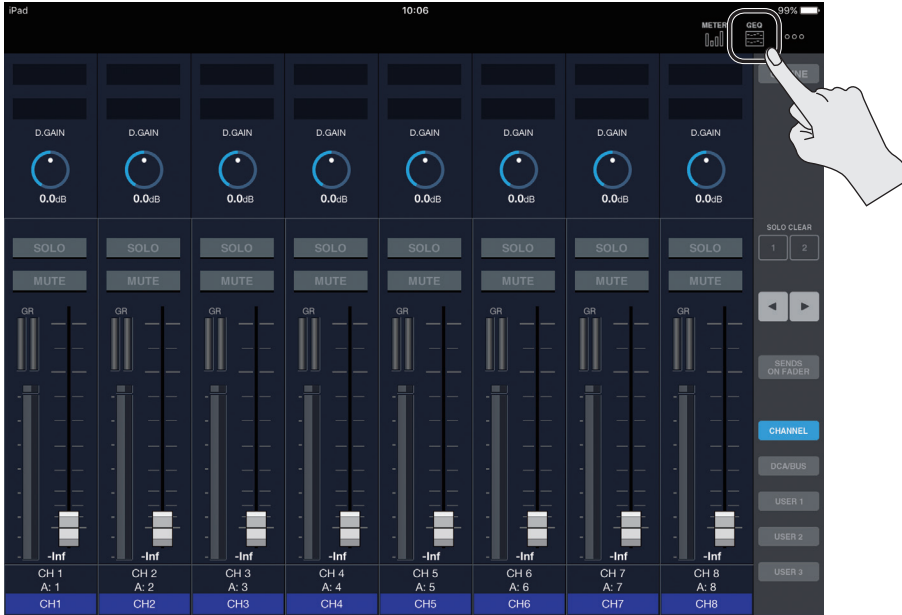 iPad 10:06 99%
METER GEQ
D.GAIN D.GAIN D.GAIN D.GAIN D.GAIN D.GAIN D.GAIN D.GAIN
0.0dB 0.0dB 0.0dB 0.0dB 0.0dB 0.0dB 0.0dB 0.0dB
SOLO CLEAR
SOLO SOLO SOLO SOLO SOLO SOLO SOLO SOLO 1 2
MUTE MUTE MUTE MUTE MUTE MUTE MUTE MUTE
GR GR GR GR GR GR GR GR
SENDS
ON FADER
CHANNEL
DCA/BUS
USER 1
USER 2
-Inf -Inf -Inf -Inf -Inf -Inf -Inf -Inf
CH 1 CH 2 CH 3 CH 4 CH 5 CH 6 CH 7 CH 8 USER 3
A: 1 A: 2 A: 3 A: 4 A: 5 A: 6 A: 7 A: 8
CH1 CH2 CH3 CH4 CH5 CH6 CH7 CH8